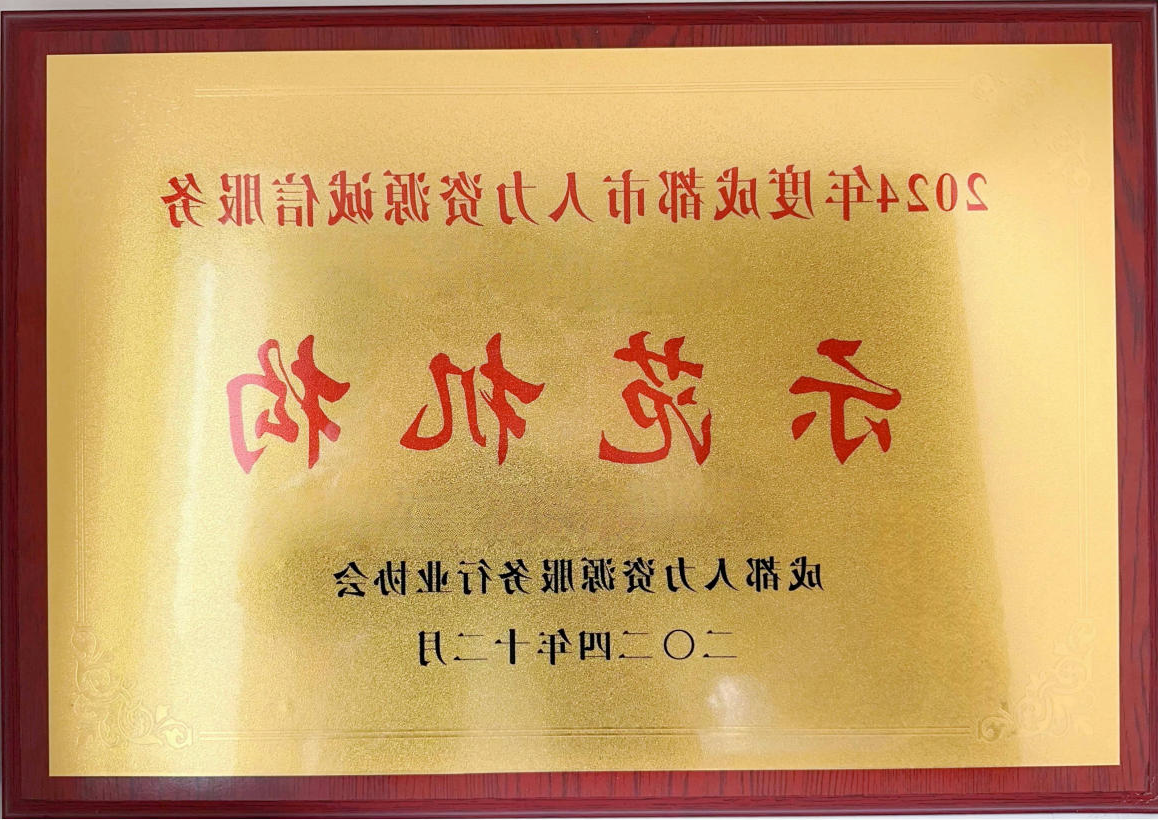 2024年度成都市人力资源诚信服务
示范机构
成都人力资源服务行业协会
二〇二四年十二月